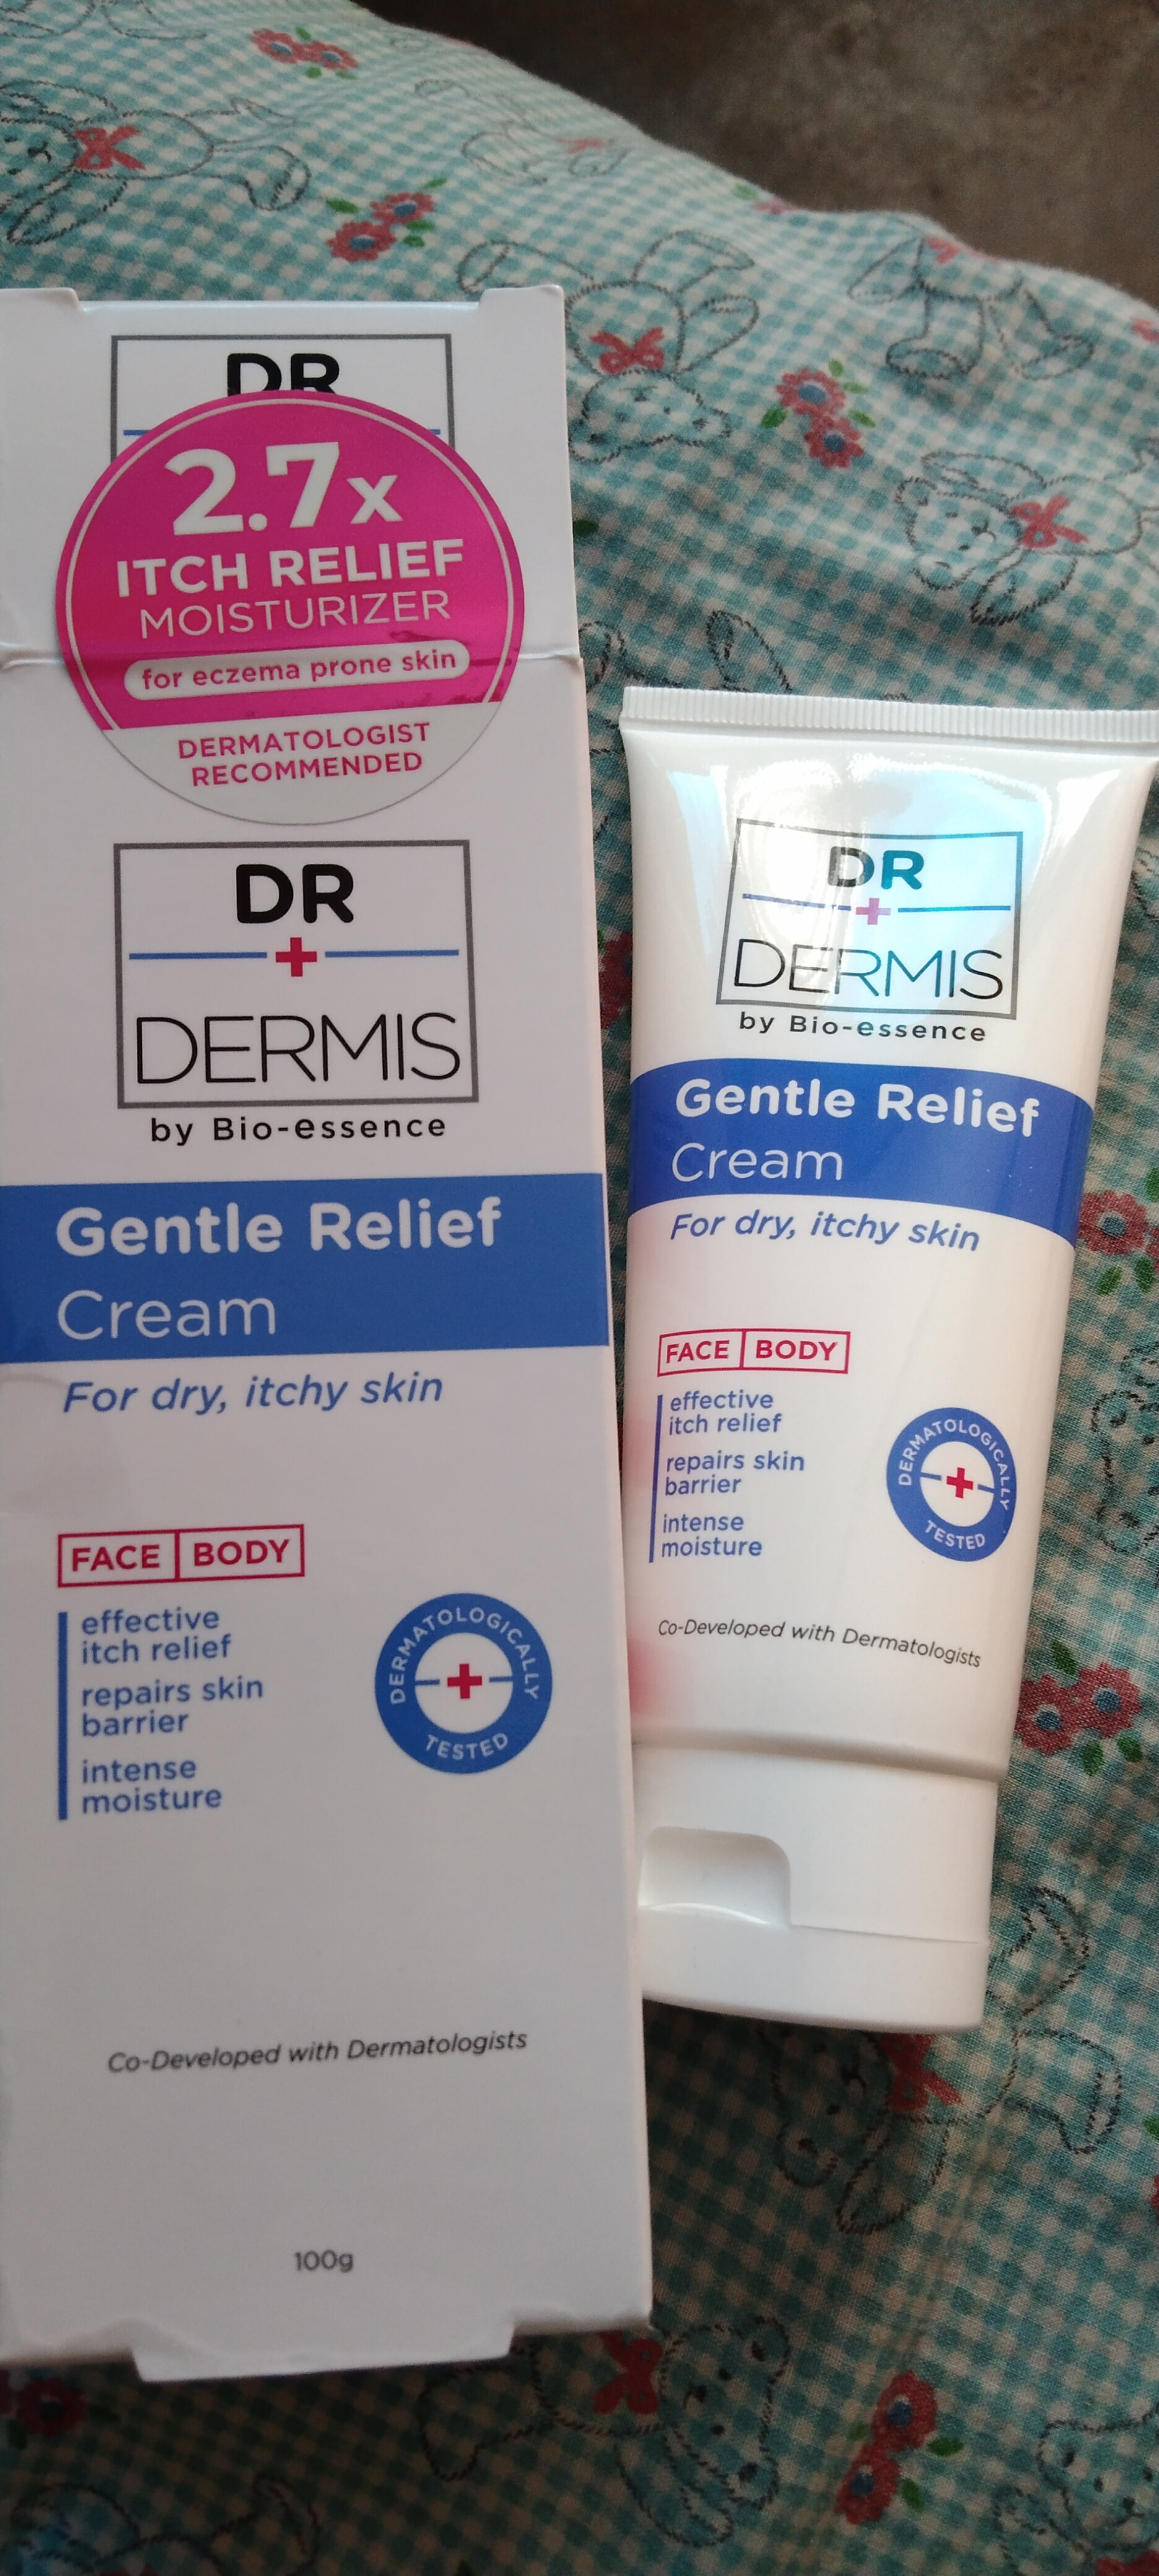 DR
2.7x
ITCH RELIEF
MOISTURIZER
for eczema prone skin
DERMATOLOGIST
RECOMMENDED
DR
DERMIS
by Bio-essence
Gentle Relief
Cream
For dry, itchy skin
FACE BODY
effective
itch relief
repairs skin
barrier
intense
moisture
DERMATOLOGICALLY
TESTED
Co-Developed with Dermatologists
100g
DR
DERMIS
by Bio-essence
Gentle Relief
Cream
For dry, itchy skin
FACE BODY
effective
itch relief
repairs skin
barrier
intense
moisture
DERMATOLOGICALLY
TESTED
Co-Developed with Dermatologists